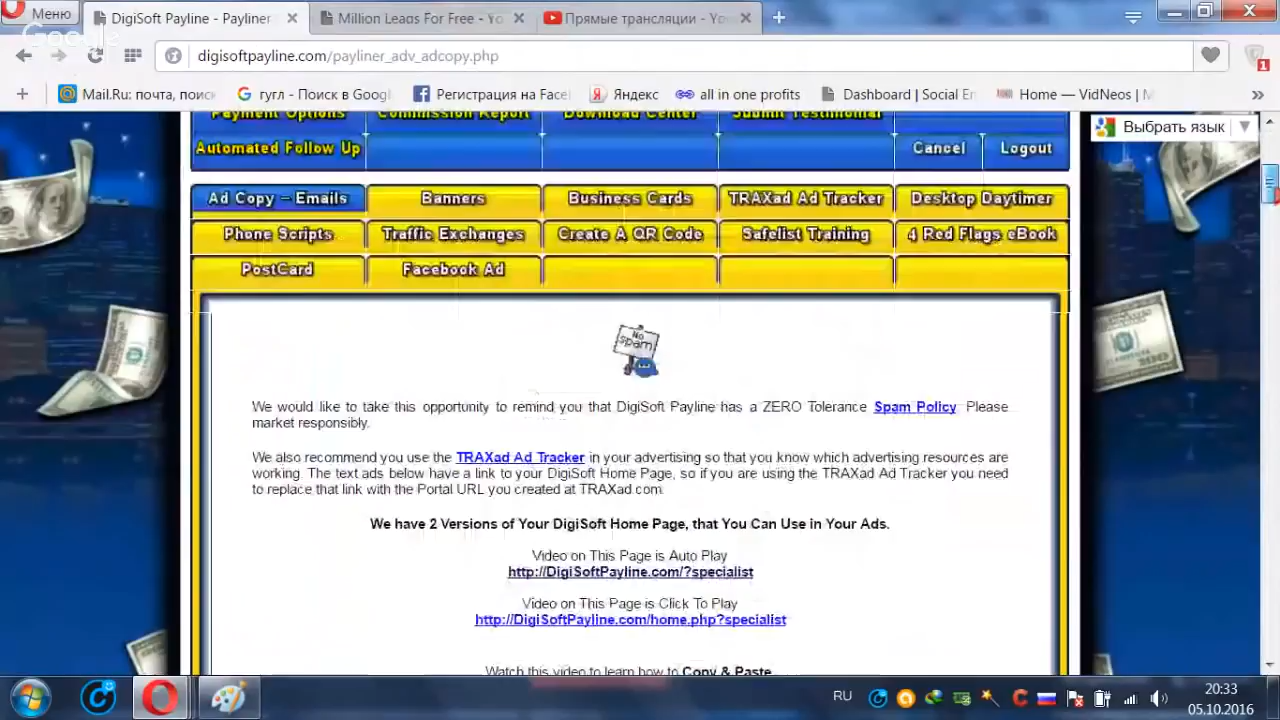 Меню
DigiSoft Payline - Payliner
Million Leads For Free - Yo
Прямые трансляции - Yo
Google
digisoftpayline.com/payliner_adv_adcopy.php
1
Mail.Ru: почта, поиск
гугл - Поиск в Googl
Регистрация на Face
Яндекс
all in one profits
Dashboard | Social En
Home — VidNeos | M
»
Выбрать язык
Payment Options
Commission Report
Download Center
Submit Testimonial
Automated Follow Up
Cancel
Logout
Ad Copy - Emails
Banners
Business Cards
TRAXad Ad Tracker
Desktop Daytimer
Phone Scripts
Traffic Exchanges
Create A QR Code
Safelist Training
4 Red Flags eBook
PostCard
Facebook Ad
No Spam
We would like to take this opportunity to remind you that DigiSoft Payline has a ZERO Tolerance Spam Policy Please
market responsibly.
We also recommend you use the TRAXad Ad Tracker in your advertising so that you know which advertising resources are
working. The text ads below have a link to your DigiSoft Home Page, so if you are using the TRAXad Ad Tracker you need
to replace that link with the Portal URL you created at TRAXad.com.
We have 2 Versions of Your DigiSoft Home Page, that You Can Use in Your Ads.
Video on This Page is Auto Play
http://DigiSoftPayline.com/?specialist
Video on This Page is Click To Play
http://DigiSoftPayline.com/home.php?specialist
Watch this video to learn how to Copy & Paste
RU
20:33
05.10.2016